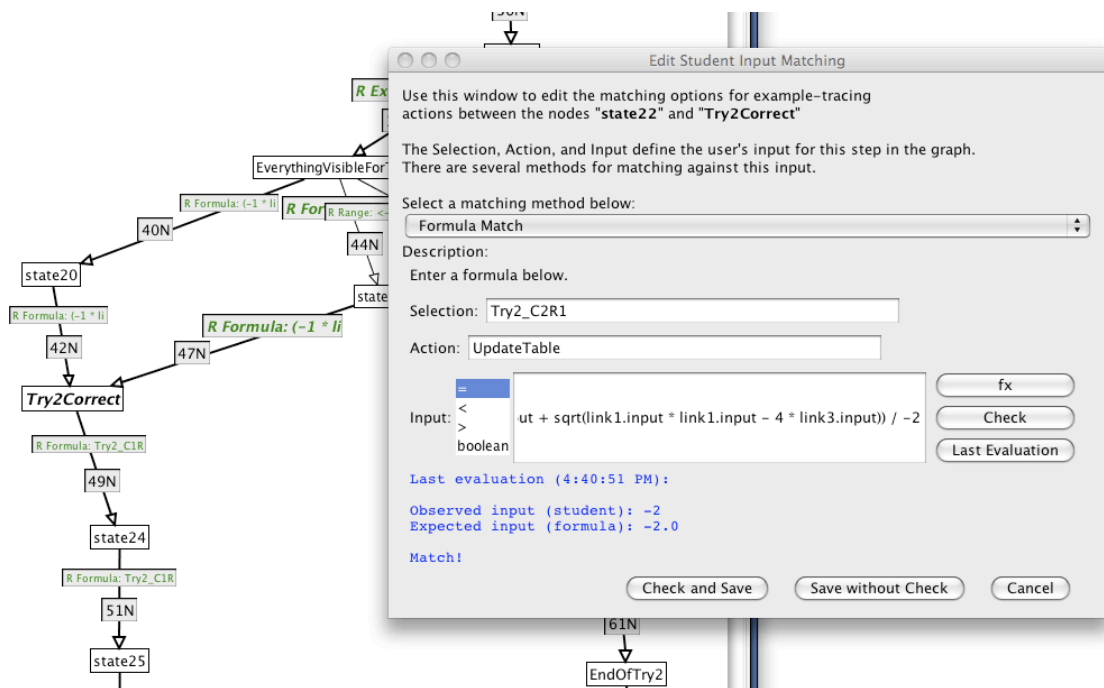 Edit Student Input Matching
R Ex
Use this window to edit the matching options for example-tracing
actions between the nodes "state22" and "Try2Correct"
The Selection, Action, and Input define the user's input for this step in the graph.
There are several methods for matching against this input.
EverythingVisibleForT
R Formula: (-1 * li
R For
R Range: <-
Select a matching method below:
Formula Match
40N
44N
Description:
Enter a formula below.
state20
state
Selection: Try2_C2R1
R Formula: (-1 * li
R Formula: (-1 * li
Action: UpdateTable
42N
47N
Input:
=
<
>
boolean
ut + sqrt(link1.input * link1.input - 4 * link3.input)) / -2
fx
Check
Last Evaluation
Try2Correct
R Formula: Try2_C1R
49N
Last evaluation (4:40:51 PM):
Observed input (student): -2
Expected input (formula): -2.0
Match!
state24
R Formula: Try2_C1R
Check and Save
Save without Check
Cancel
51N
61N
state25
EndOfTry2